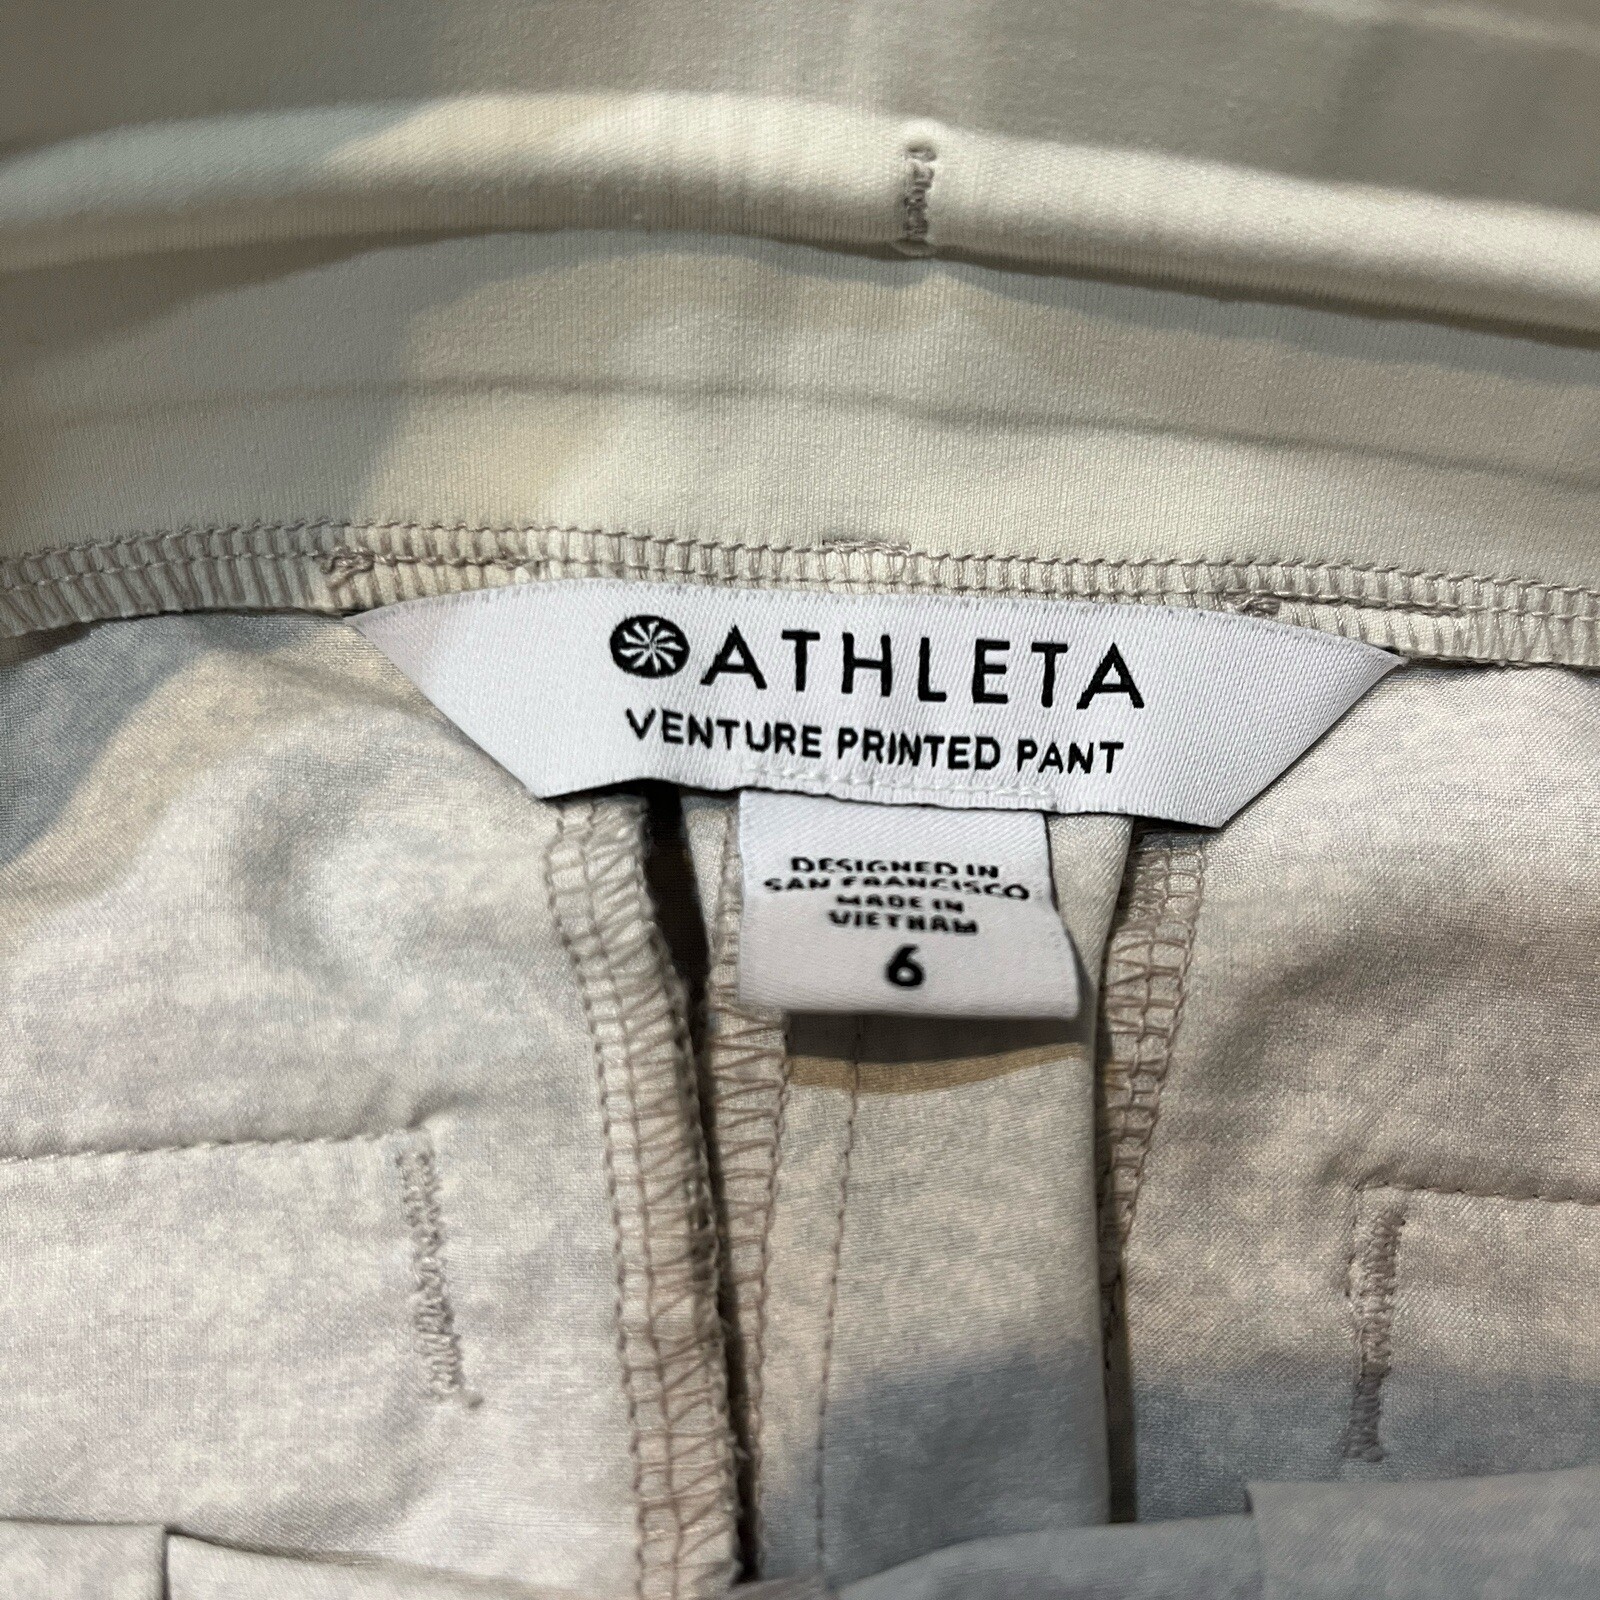 ATHLETA
VENTURE PRINTED PANT
DESIGNED IN
SAN FRANCISCO
MADE IN
VIETNAM
6